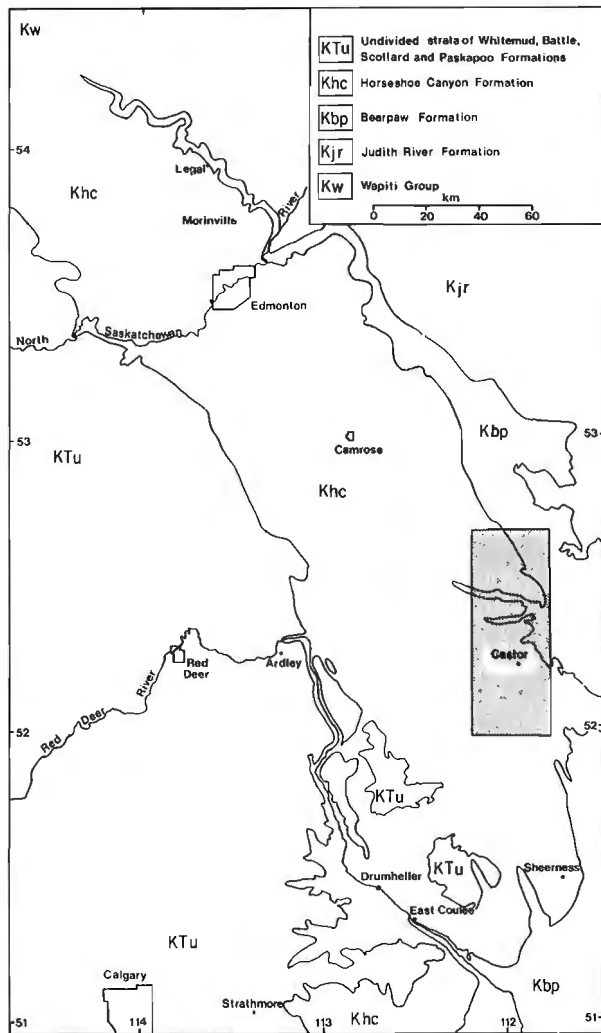 Kw
KTu Undivided strata of Whitemud, Battle,
Scollard and Paskapoo Formations
Khc Horseshoe Canyon Formation
Kbp Bearpaw Formation
Kjr Judith River Formation
Kw Wapiti Group
km
0 20 40 60
54
Khc
Legal
Morinville
River
Kjr
Edmonton
Saskatchewan
North
53
Kbp
53
Camrose
KTu
Khc
Castor
Red
Deer
Ardley
Red Deer River
52
52
KTu
KTu
Sheerness
Drumheller
East Coulee
KTu
Calgary
Kbp
Strathmore
Khc
51
114
113
112
51